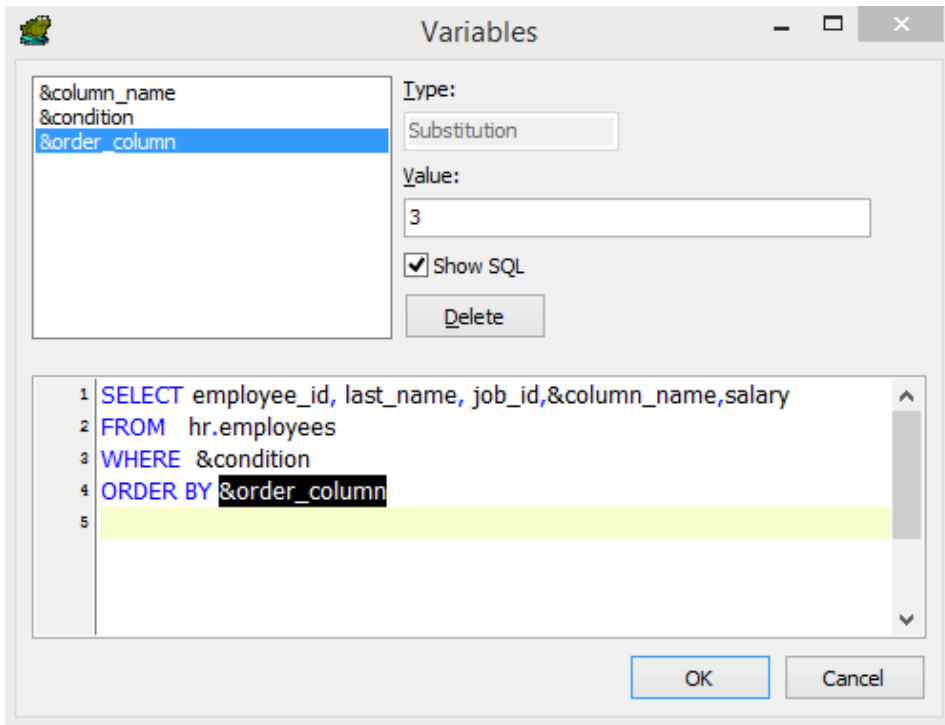 Variables
&column_name
&condition
&order_column
Type:
Substitution
Value:
3
Show SQL
Delete
1 SELECT employee_id, last_name, job_id,&column_name,salary
2 FROM hr.employees
3 WHERE &condition
4 ORDER BY &order_column
5
OK Cancel